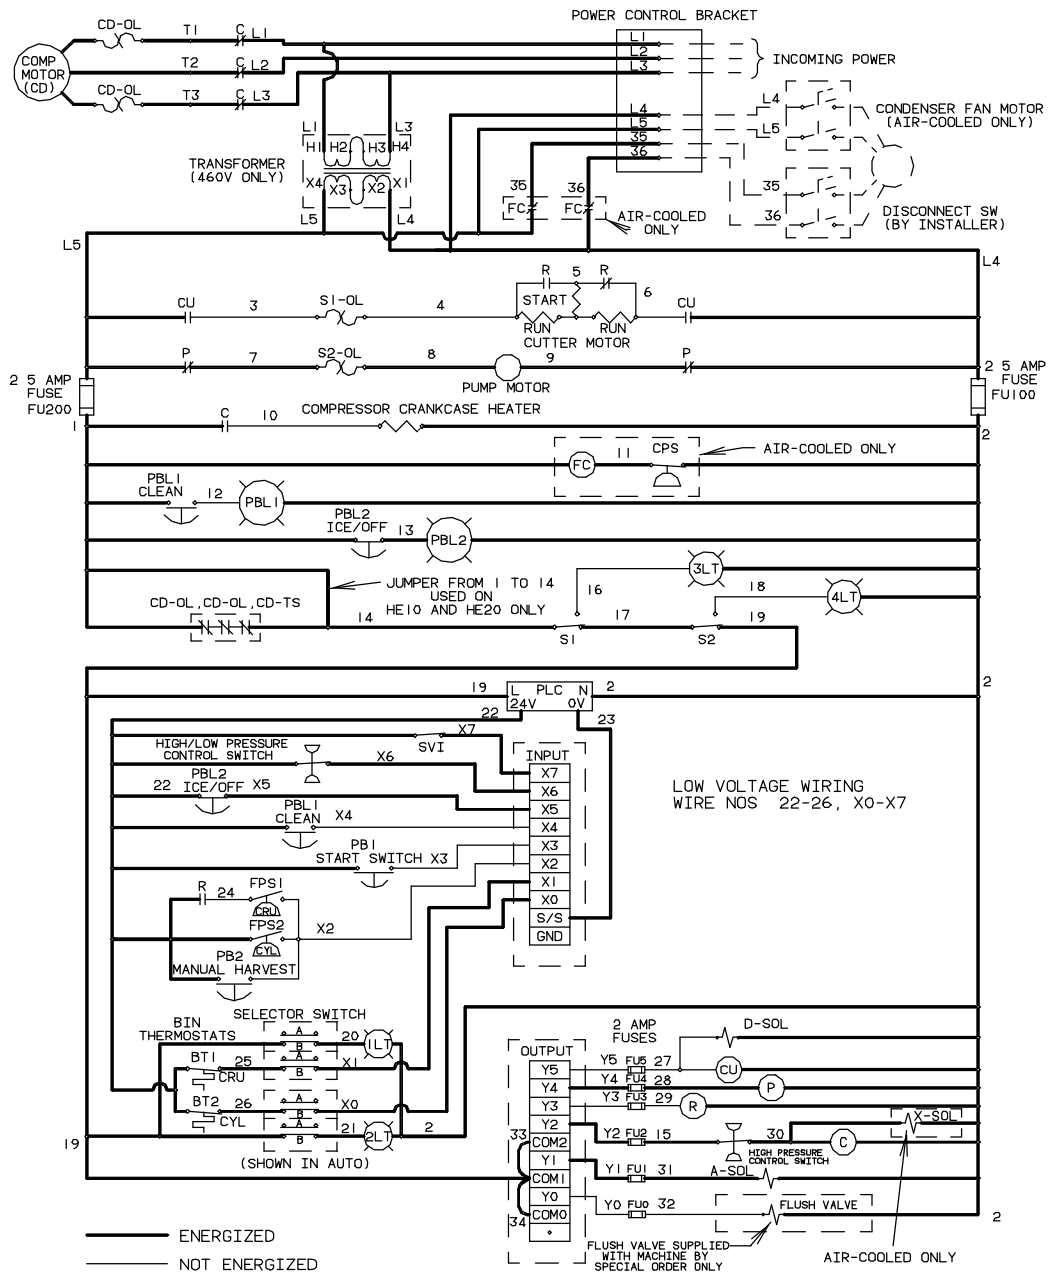 POWER CONTROL BRACKET
CD-OL T1 C L1
L1
L2
L3
INCOMING POWER
COMP
MOTOR
(CD)
T2 C L2
CD-OL T3 C L3
L4
L5
35
36
L4
L5
CONDENSER FAN MOTOR
(AIR-COOLED ONLY)
L1 L3
H1 H2 H3 H4
TRANSFORMER
(460V ONLY)
X4 X3 X2 X1
L5 L4
35 36
FC FC
AIR-COOLED
ONLY
35
36
DISCONNECT SW
(BY INSTALLER)
L5
L4
CU 3 S1-OL 4
R 5 R
START
6 CU
RUN RUN
CUTTER MOTOR
P 7 S2-OL 8 9 P
PUMP MOTOR
2 5 AMP
FUSE
FU200
2 5 AMP
FUSE
FU100
1 C 10 COMPRESSOR CRANKCASE HEATER 2
FC 11 CPS
AIR-COOLED ONLY
PBL1
CLEAN 12 PBL1
PBL2
ICE/OFF 13 PBL2
JUMPER FROM 1 TO 14
USED ON
HE10 AND HE20 ONLY
3LT
16
18 4LT
CD-OL,CD-OL,CD-TS 14 17 19
S1 S2
19 L PLC N 2 2
24V 0V
22 23
X7
SV1
HIGH/LOW PRESSURE
CONTROL SWITCH X6
INPUT
X7
X6
X5
X4
X3
X2
X1
X0
S/S
GND
LOW VOLTAGE WIRING
WIRE NOS 22-26, X0-X7
PBL2
22 ICE/OFF X5
PBL1
CLEAN X4
PB1
START SWITCH X3
R 24 FPS1
CRU
FPS2 X2
CYL
PB2
MANUAL HARVEST
SELECTOR SWITCH
BIN
THERMOSTATS
A
B 20 1LT
BT1 25 A X1
CRU B
BT2 26 A X0
CYL B
A
B 21 2LT 2
(SHOWN IN AUTO)
19
OUTPUT
Y5
Y4
Y3
Y2
COM2
Y1
COM1
Y0
COM0
33
34
2 AMP
FUSES
D-SOL
Y5 FU5 27 CU
Y4 FU4 28 P
Y3 FU3 29 R
X-SOL
Y2 FU2 15 30 C
HIGH PRESSURE
CONTROL SWITCH
Y1 FU1 31 A-SOL
Y0 FU0 32 FLUSH VALVE
2
FLUSH VALVE SUPPLIED
WITH MACHINE BY
SPECIAL ORDER ONLY
AIR-COOLED ONLY
ENERGIZED
NOT ENERGIZED